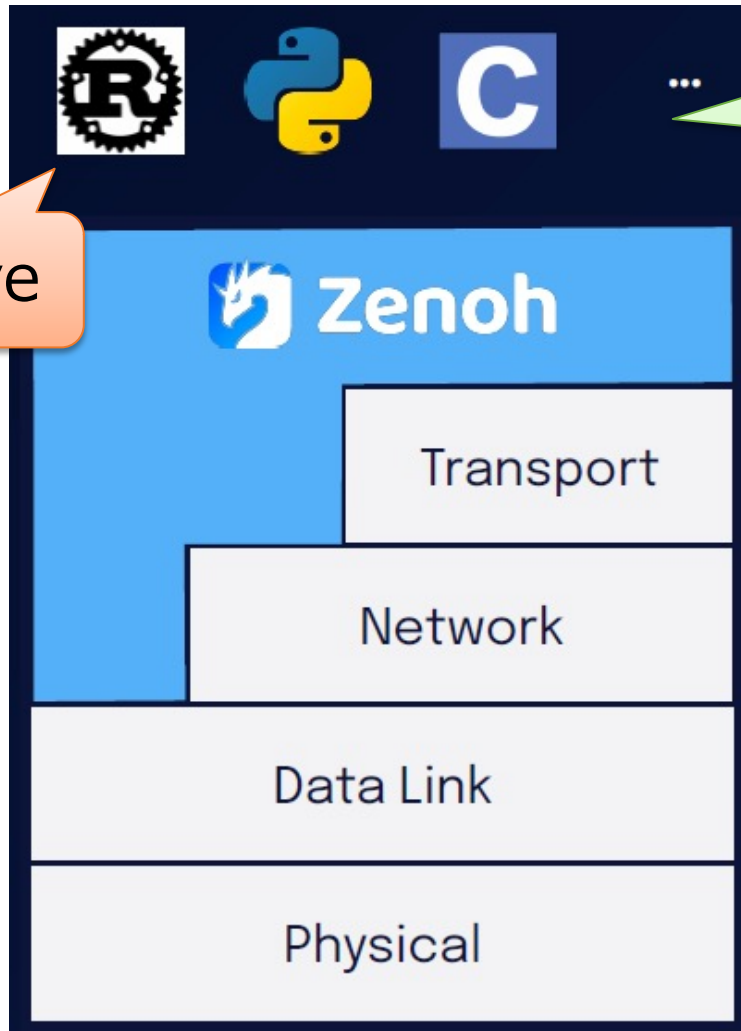 R
C
...
Zenoh
Transport
Network
Data Link
Physical